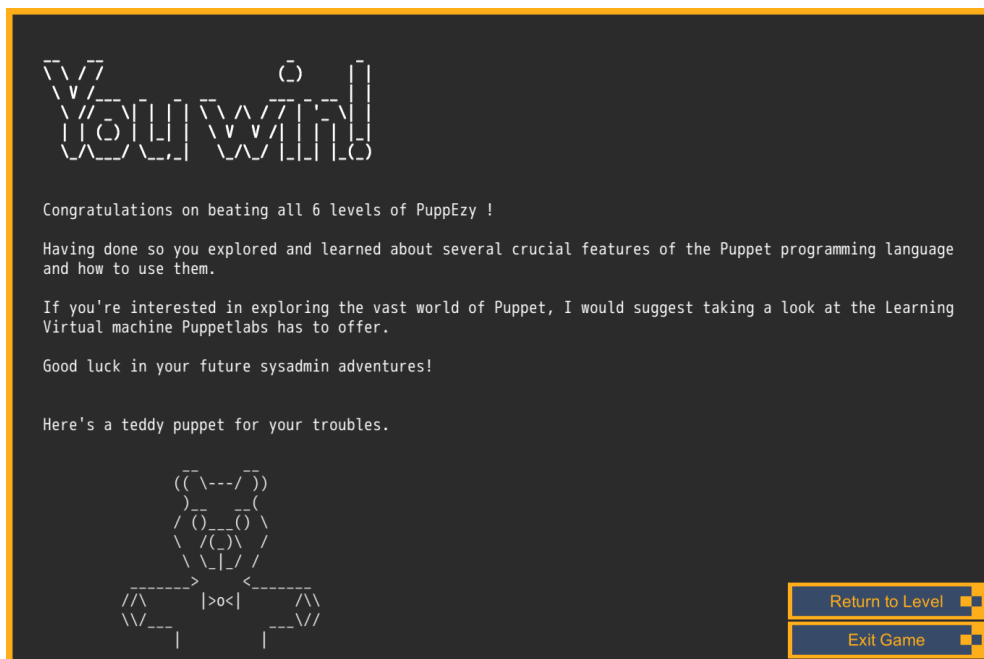 You win!
Congratulations on beating all 6 levels of PuppEzy !
Having done so you explored and learned about several crucial features of the Puppet programming language
and how to use them.
If you're interested in exploring the vast world of Puppet, I would suggest taking a look at the Learning
Virtual machine Puppetlabs has to offer.
Good luck in your future sysadmin adventures!
Here's a teddy puppet for your troubles.
Return to Level
Exit Game